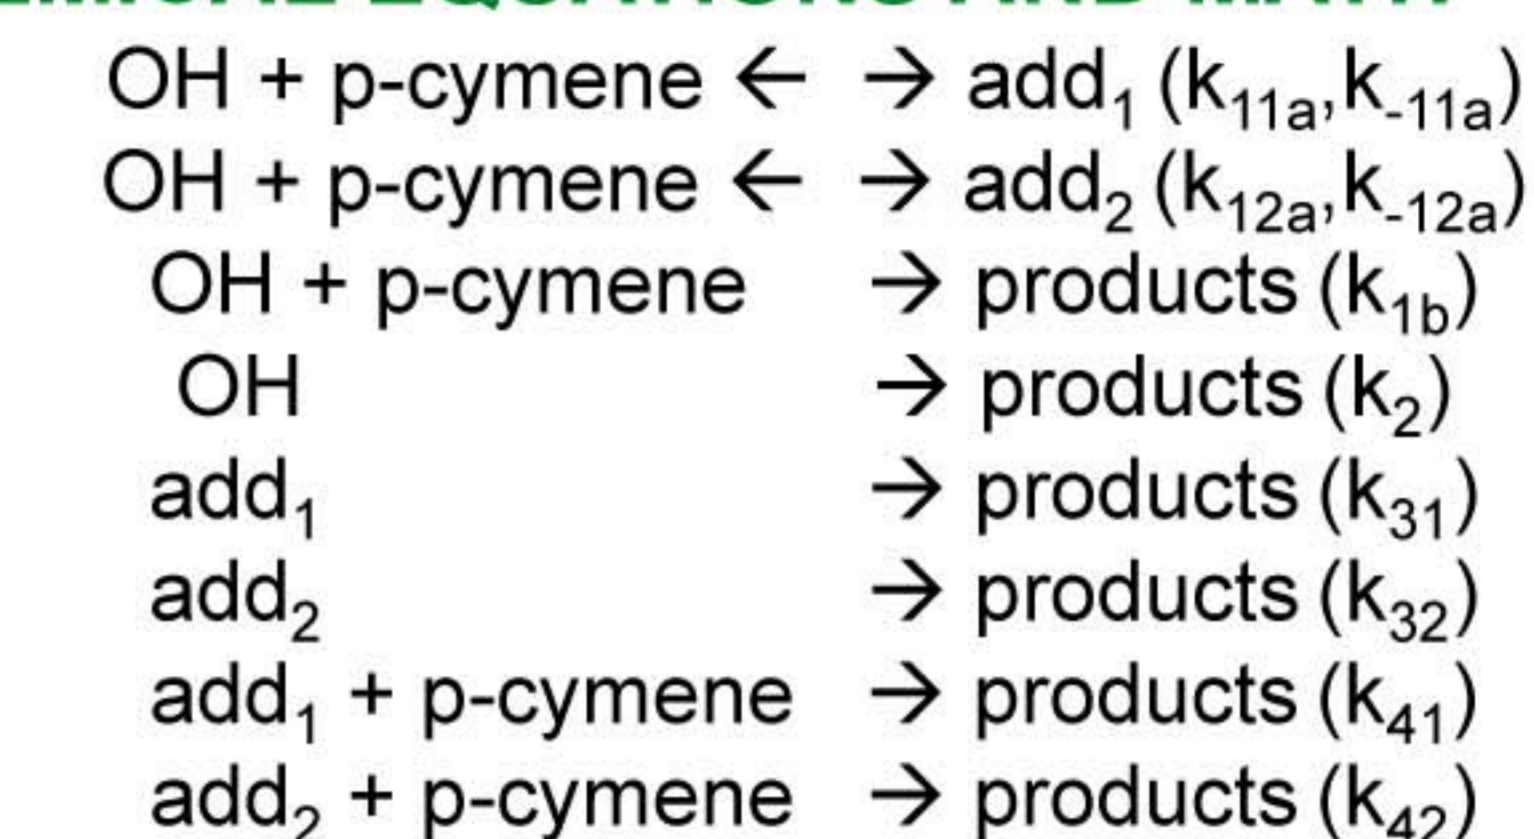 OH + p-cymene ← → add₁ (k₁₁ₐ,k₋₁₁ₐ)
OH + p-cymene ← → add₂ (k₁₂ₐ,k₋₁₂ₐ)
OH + p-cymene → products (k1b)
OH → products (k₂)
add₁ → products (k₃₁)
add₂ → products (k₃₂)
add₁ + p-cymene → products (k₄₁)
add₂ + p-cymene → products (k₄₂)